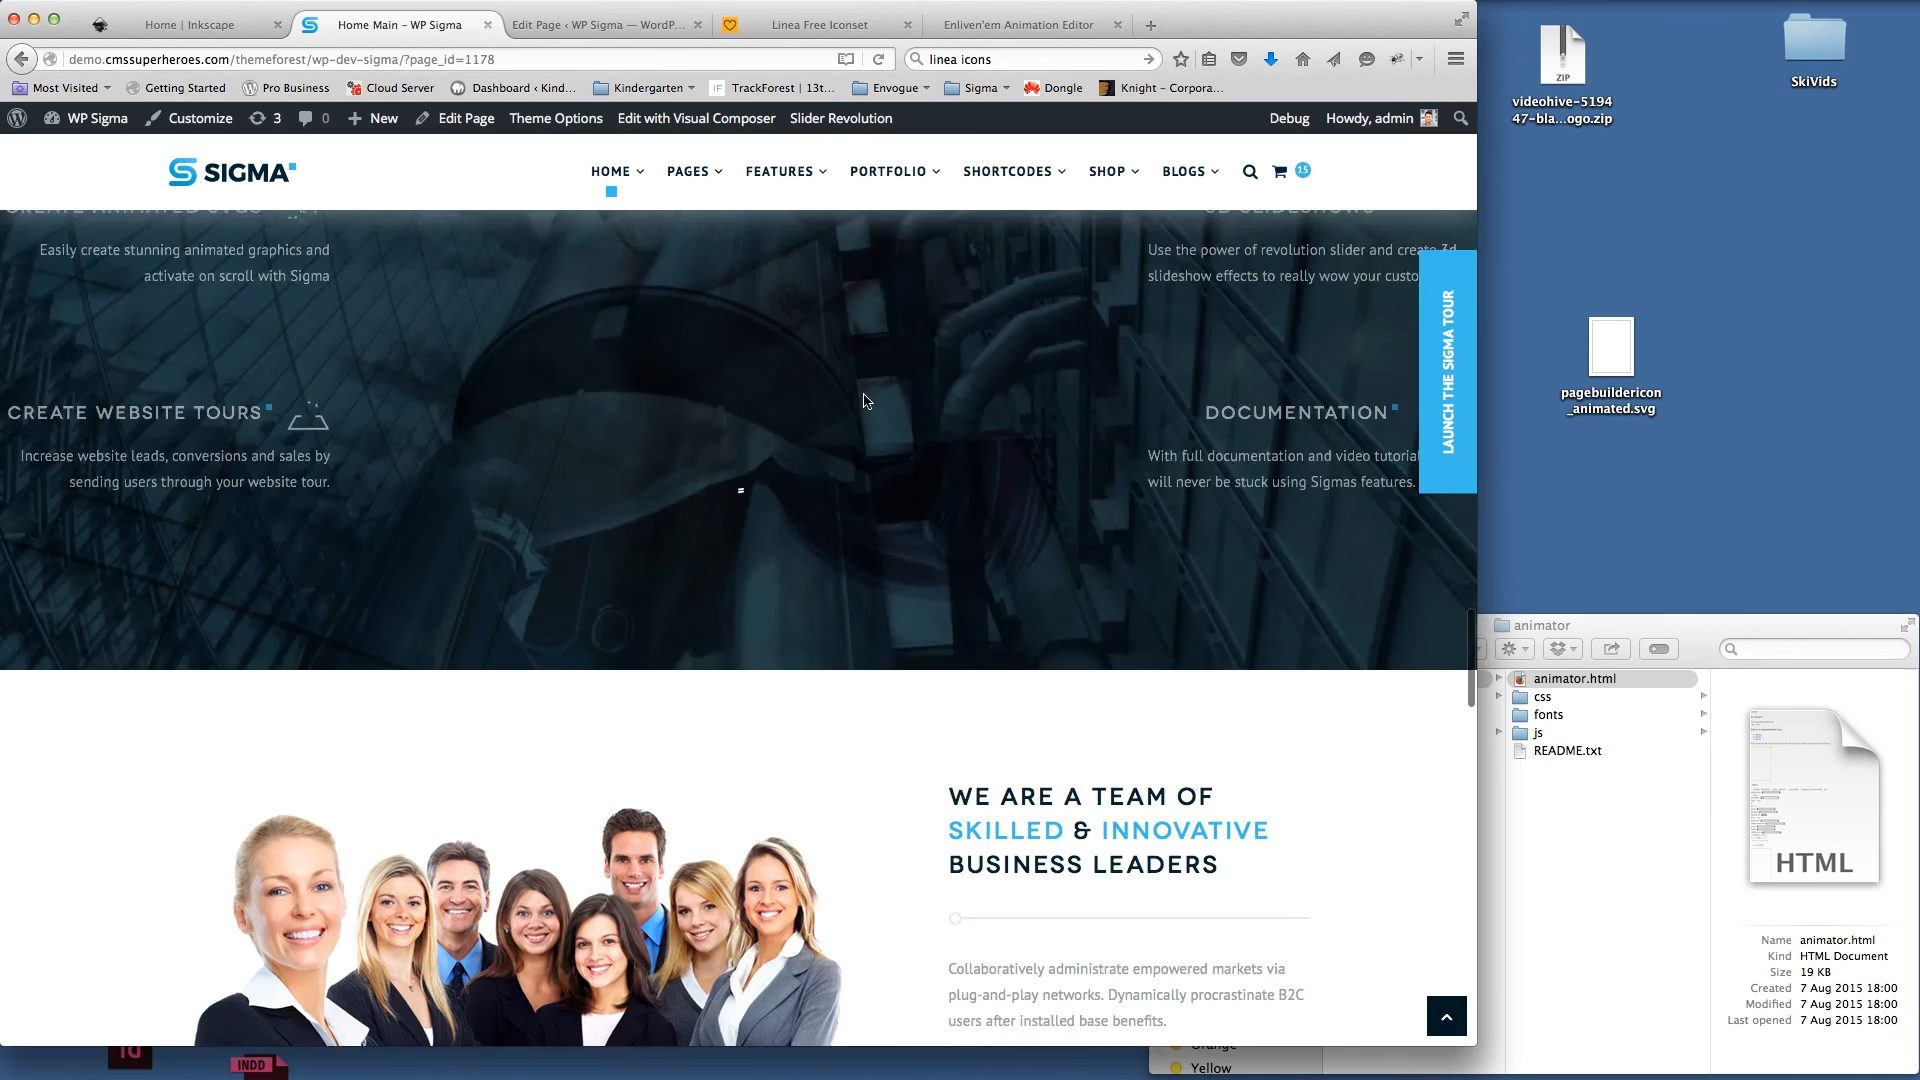 Home | Inkscape
Home Main – WP Sigma
Edit Page ‹ WP Sigma — WordP...
Linea Free Iconset
Enliven'em Animation Editor
demo.cmssuperheroes.com/themeforest/wp-dev-sigma/?page_id=1178
linea icons
Most Visited
Getting Started
Pro Business
Cloud Server
Dashboard ‹ Kind...
Kindergarten
TrackForest | 13t...
Envogue
Sigma
Dongle
Knight – Corpora...
WP Sigma
Customize
3
0
New
Edit Page
Theme Options
Edit with Visual Composer
Slider Revolution
Debug
Howdy, admin
SIGMA
HOME
PAGES
FEATURES
PORTFOLIO
SHORTCODES
SHOP
BLOGS
15
CREATE ANIMATED SVGS
Easily create stunning animated graphics and
activate on scroll with Sigma
3D SLIDESHOWS
Use the power of revolution slider and create 3d
slideshow effects to really wow your custo
LAUNCH THE SIGMA TOUR
CREATE WEBSITE TOURS
Increase website leads, conversions and sales by
sending users through your website tour.
DOCUMENTATION
With full documentation and video tutorial
will never be stuck using Sigmas features.
WE ARE A TEAM OF
SKILLED & INNOVATIVE
BUSINESS LEADERS
Collaboratively administrate empowered markets via
plug-and-play networks. Dynamically procrastinate B2C
users after installed base benefits.
ZIP
videohive-5194
47-bla...ogo.zip
SkiVids
pagebuildericon
_animated.svg
animator
animator.html
css
fonts
js
README.txt
HTML
Name animator.html
Kind HTML Document
Size 19 KB
Created 7 Aug 2015 18:00
Modified 7 Aug 2015 18:00
Last opened 7 Aug 2015 18:00
Orange
Yellow
INDD